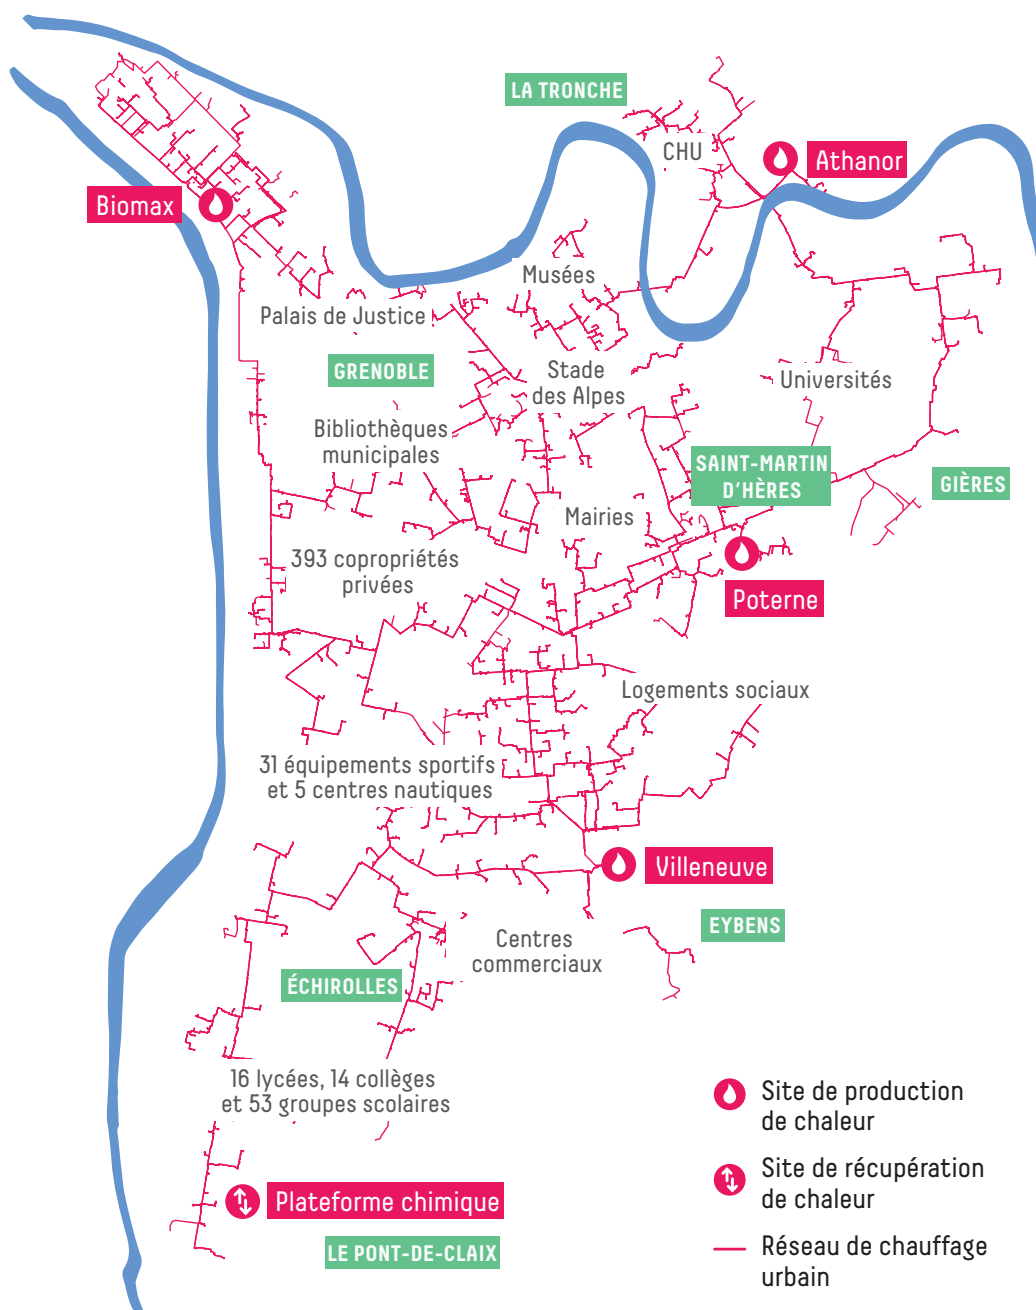 LA TRONCHE
CHU
Athanor
Biomax
Musées
Palais de Justice
GRENOBLE
Stade
des Alpes
Universités
Bibliothèques
municipales
SAINT-MARTIN
D'HÈRES
GIÈRES
Mairies
393 copropriétés
privées
Poterne
Logements sociaux
31 équipements sportifs
et 5 centres nautiques
Villeneuve
EYBENS
Centres
commerciaux
ÉCHIROLLES
16 lycées, 14 collèges
et 53 groupes scolaires
Plateforme chimique
LE PONT-DE-CLAIX
Site de production
de chaleur
Site de récupération
de chaleur
Réseau de chauffage
urbain